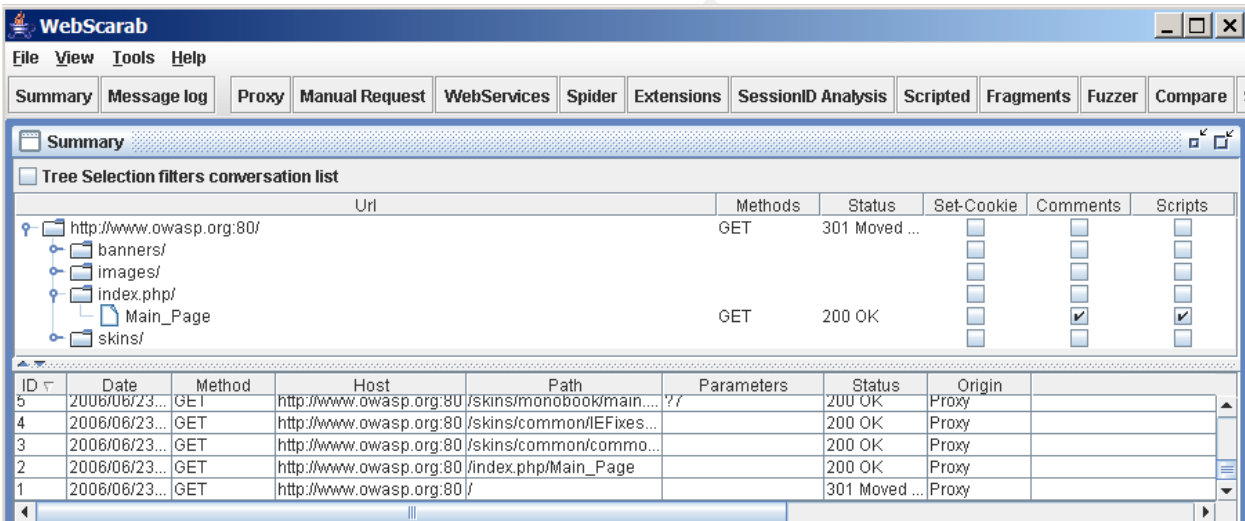 WebScarab
File View Tools Help
Summary Message log Proxy Manual Request WebServices Spider Extensions SessionID Analysis Scripted Fragments Fuzzer Compare
Summary
Tree Selection filters conversation list
Url Methods Status Set-Cookie Comments Scripts
http://www.owasp.org:80/ GET 301 Moved ...
banners/
images/
index.php/
Main_Page GET 200 OK
skins/
ID Date Method Host Path Parameters Status Origin
5 2006/06/23... GET http://www.owasp.org:80 /skins/monobook/main.... ?7 200 OK Proxy
4 2006/06/23... GET http://www.owasp.org:80 /skins/common/IEFixes... 200 OK Proxy
3 2006/06/23... GET http://www.owasp.org:80 /skins/common/commo... 200 OK Proxy
2 2006/06/23... GET http://www.owasp.org:80 /index.php/Main_Page 200 OK Proxy
1 2006/06/23... GET http://www.owasp.org:80 / 301 Moved ... Proxy